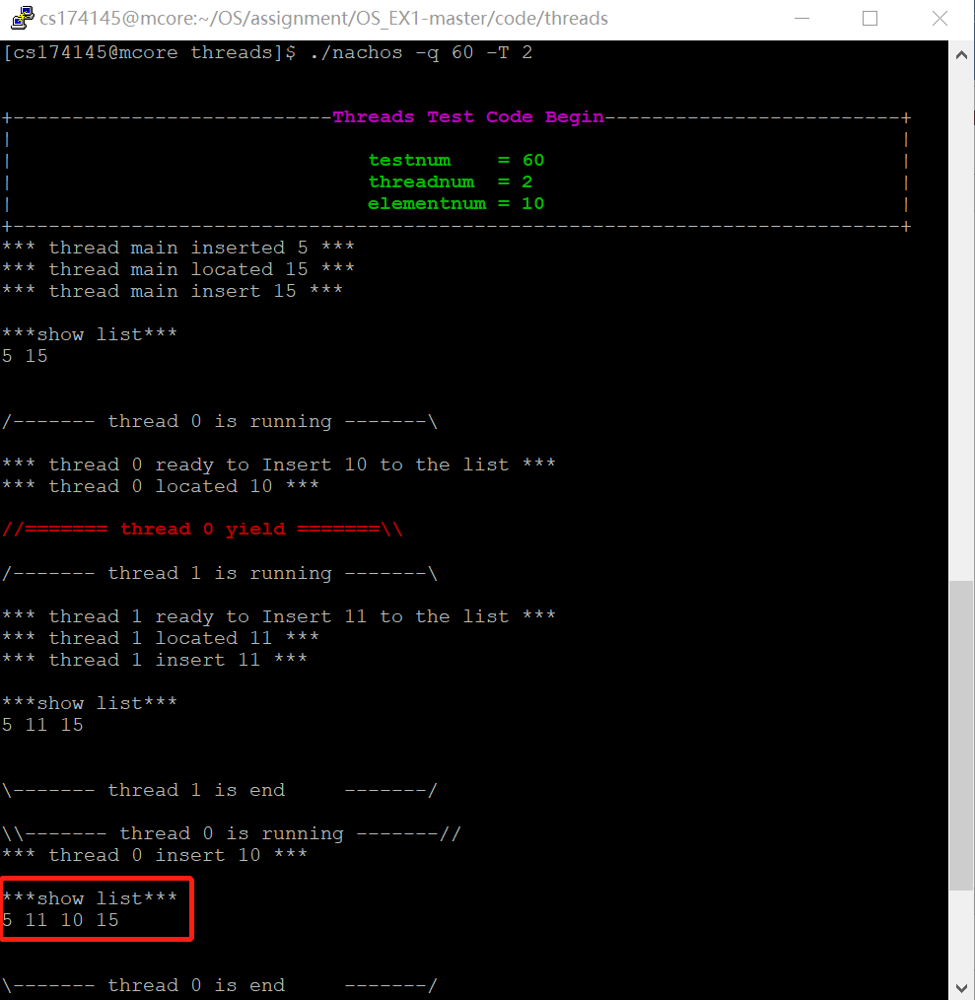 cs174145@mcore:~/OS/assignment/OS_EX1-master/code/threads
[cs174145@mcore threads]$ ./nachos -q 60 -T 2
+---------------------------Threads Test Code Begin-------------------------+
|                                                                           |
|                              testnum    = 60                              |
|                              threadnum  = 2                               |
|                              elementnum = 10                              |
+---------------------------------------------------------------------------+
*** thread main inserted 5 ***
*** thread main located 15 ***
*** thread main insert 15 ***
***show list***
5 15
/------- thread 0 is running -------\
*** thread 0 ready to Insert 10 to the list ***
*** thread 0 located 10 ***
//======= thread 0 yield =======\\
/------- thread 1 is running -------\
*** thread 1 ready to Insert 11 to the list ***
*** thread 1 located 11 ***
*** thread 1 insert 11 ***
***show list***
5 11 15
\------- thread 1 is end     -------/
\\------- thread 0 is running -------//
*** thread 0 insert 10 ***
***show list***
5 11 10 15
\------- thread 0 is end     -------/